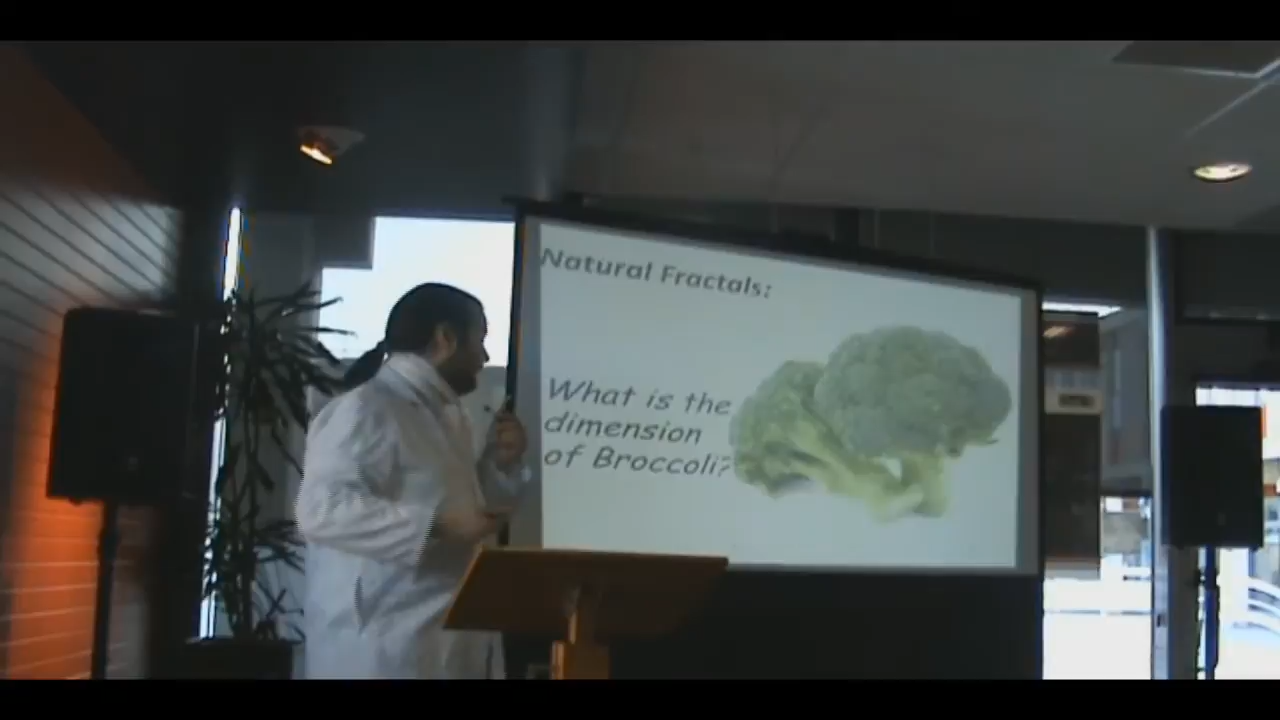 Natural Fractals:
What is the
dimension
of Broccoli?